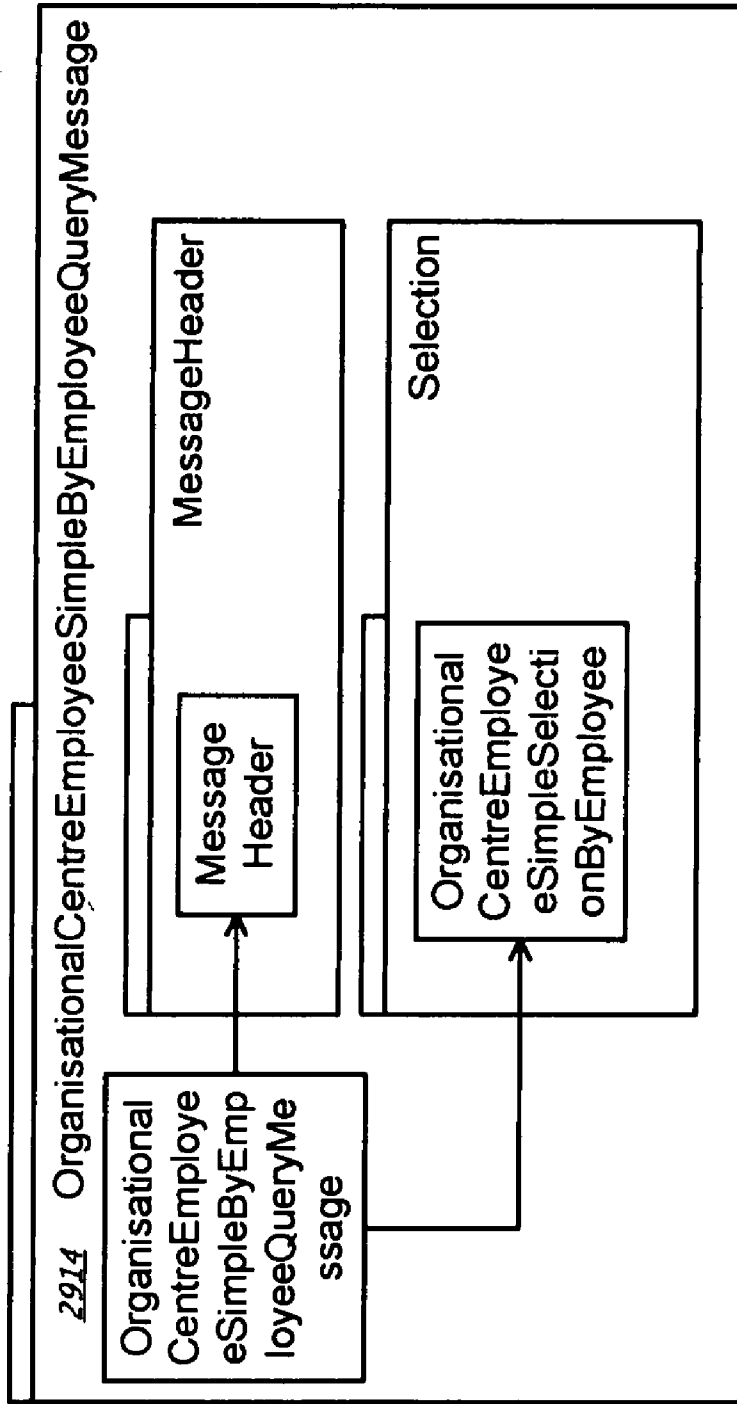 2914 OrganisationalCentreEmployeeSimpleByEmployeeQueryMessage
Organisational
CentreEmploye
eSimpleByEmp
loyeeQueryMe
ssage
MessageHeader
Message
Header
Selection
Organisational
CentreEmploye
eSimpleSelecti
onByEmployee